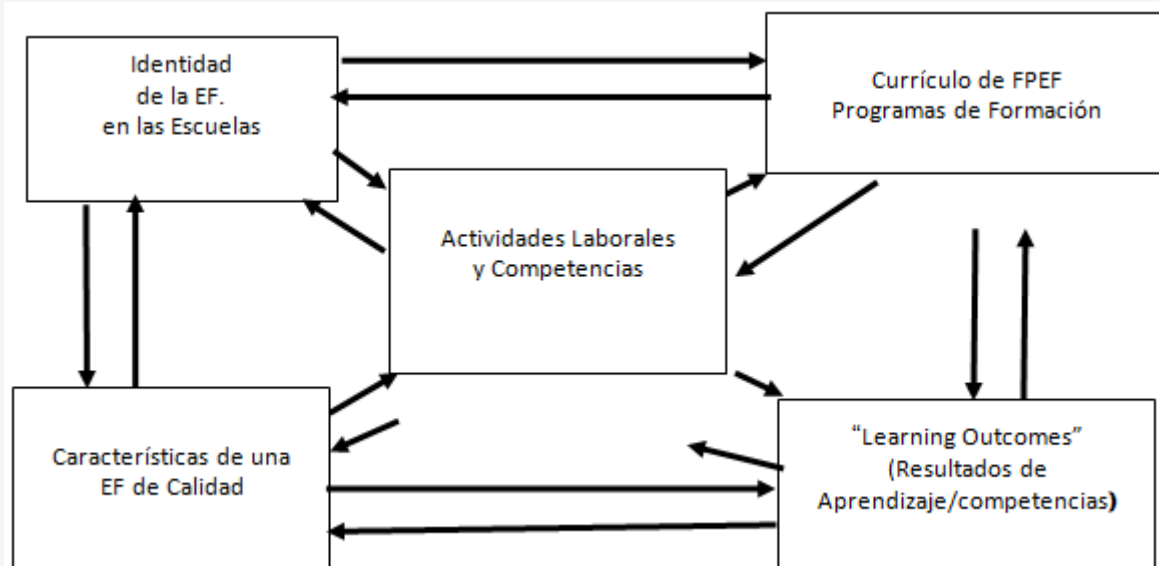 Identidad
de la EF.
en las Escuelas
Currículo de FPEF
Programas de Formación
Actividades Laborales
y Competencias
Características de una
EF de Calidad
“Learning Outcomes”
(Resultados de
Aprendizaje/competencias)